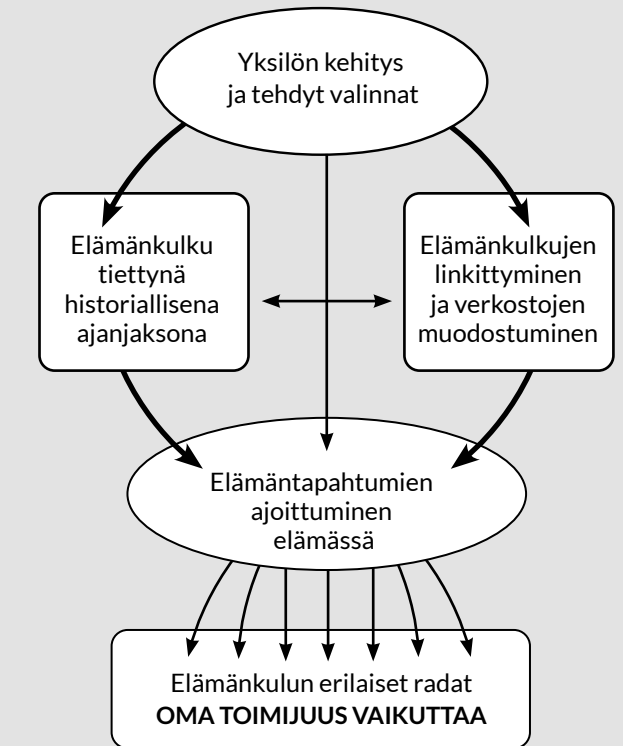 Yksilön kehitys
ja tehdyt valinnat
Elämänkulku
tiettynä
historiallisena
ajanjaksona
Elämänkulkujen
linkittyminen
ja verkostojen
muodostuminen
Elämäntapahtumien
ajoittuminen
elämässä
Elämänkulun erilaiset radat
OMA TOIMIJUUS VAIKUTTAA